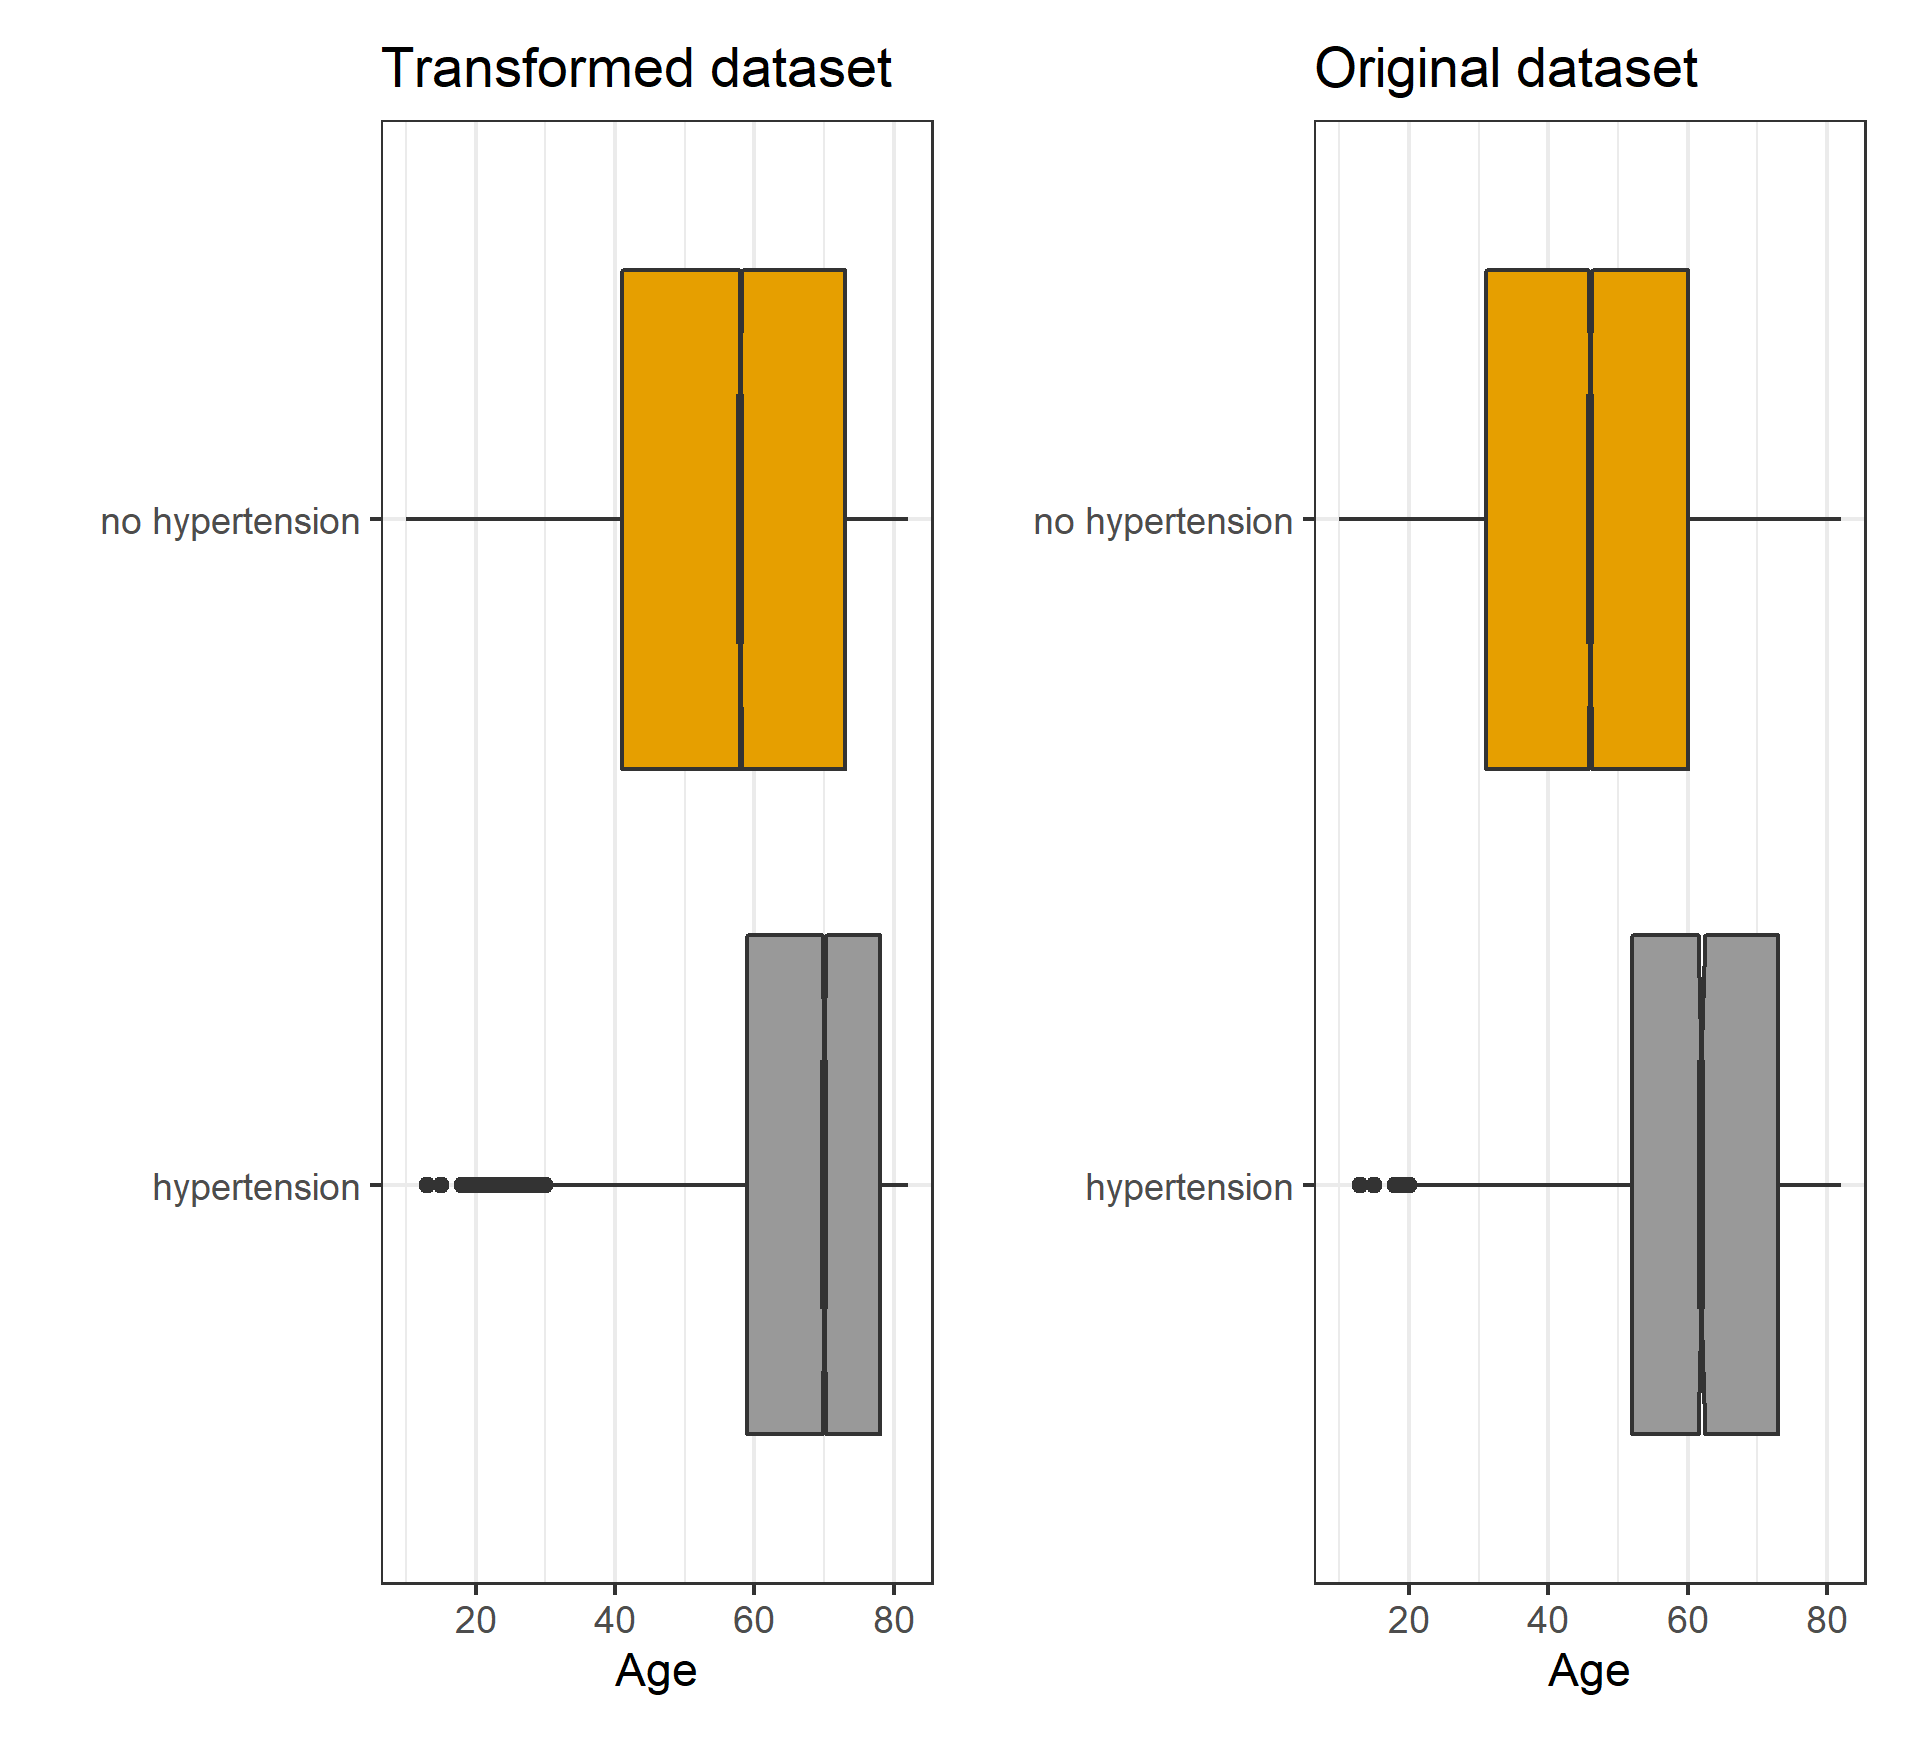 Transformed dataset
no hypertension
hypertension
20 40 60 80
Age
Original dataset
no hypertension
hypertension
20 40 60 80
Age